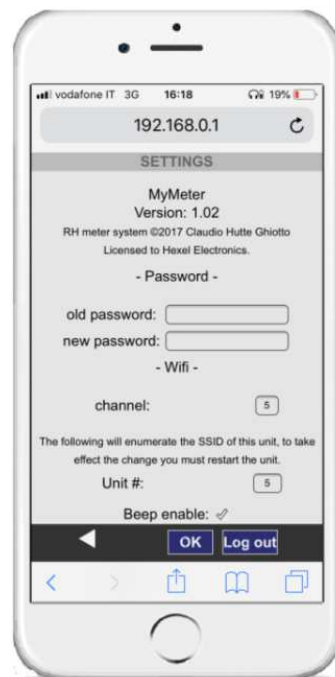 vodafone IT 3G 16:18 19%
192.168.0.1
SETTINGS
MyMeter
Version: 1.02
RH meter system ©2017 Claudio Hutte Ghiotto
Licensed to Hexel Electronics.
- Password -
old password:
new password:
- Wifi -
channel: 5
The following will enumerate the SSID of this unit, to take
effect the change you must restart the unit.
Unit #: 5
Beep enable:
OK Log out